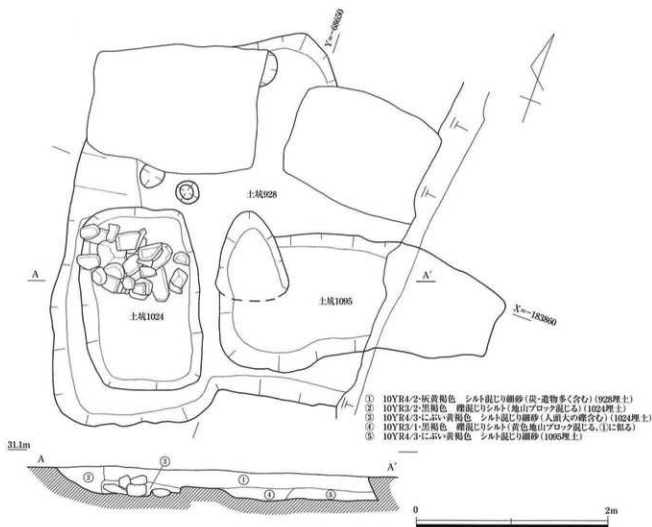 Y=-68650
土坑928
A
A'
土坑1095
土坑1024
X=-183860
① 10YR4/2・灰黄褐色 シルト混じり細砂(炭・遺物多く含む)(928埋土)
② 10YR3/2・黒褐色 礫混じりシルト(地山ブロック混じる)(1024埋土)
③ 10YR4/3・にぶい黄褐色 シルト混じり細砂(人頭大の礫含む)(1024埋土)
④ 10YR3/1・黒褐色 礫混じりシルト(黄色地山ブロック混じる、①に似る)
⑤ 10YR4/3・にぶい黄褐色 シルト混じり細砂(1095埋土)
31.1m
A
③
A'
②
①
④
⑤
0
2m